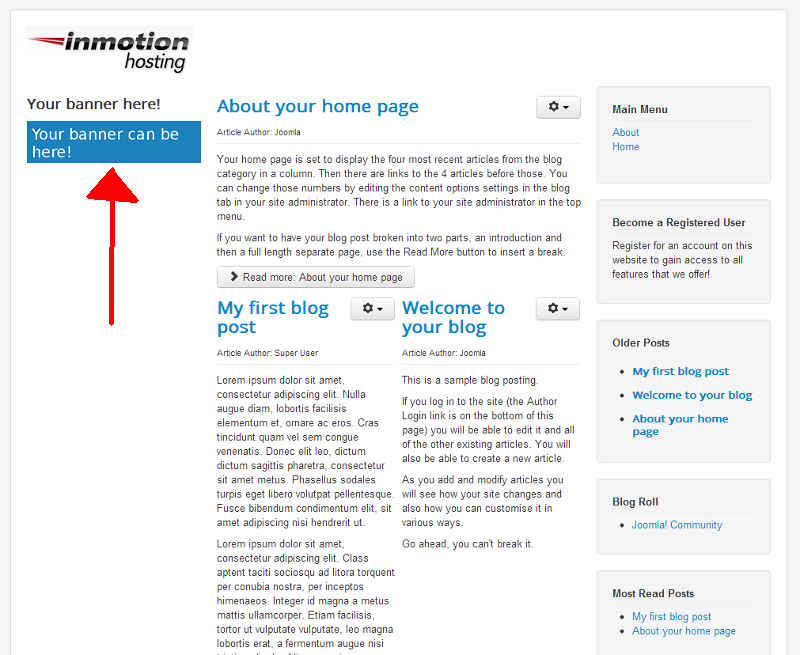 inmotion
hosting
Your banner here!
Your banner can be
here!
About your home page
Article Author: Joomla
Your home page is set to display the four most recent articles from the blog
category in a column. Then there are links to the 4 articles before those. You
can change those numbers by editing the content options settings in the blog
tab in your site administrator. There is a link to your site administrator in the top
menu.
If you want to have your blog post broken into two parts, an introduction and
then a full length separate page, use the Read More button to insert a break.
Read more: About your home page
My first blog
post
Article Author: Super User
Lorem ipsum dolor sit amet,
consectetur adipiscing elit. Nulla
augue diam, lobortis facilisis
elementum et, ornare ac eros. Cras
tincidunt quam vel sem congue
venenatis. Donec elit leo, dictum
dictum sagittis pharetra, consectetur
sit amet metus. Phasellus sodales
turpis eget libero volutpat pellentesque.
Fusce bibendum condimentum elit, sit
amet adipiscing nisi hendrerit ut.
Lorem ipsum dolor sit amet,
consectetur adipiscing elit. Class
aptent taciti sociosqu ad litora torquent
per conubia nostra, per inceptos
himenaeos. Integer id magna a metus
mattis ullamcorper. Etiam facilisis,
tortor ut vulputate vulputate, leo magna
lobortis erat, a fermentum augue nisi
Welcome to
your blog
Article Author: Joomla
This is a sample blog posting.
If you log in to the site (the Author
Login link is on the bottom of this
page) you will be able to edit it and all
of the other existing articles. You will
also be able to create a new article.
As you add and modify articles you
will see how your site changes and
also how you can customise it in
various ways.
Go ahead, you can't break it.
Main Menu
About
Home
Become a Registered User
Register for an account on this
website to gain access to all
features that we offer!
Older Posts
My first blog post
Welcome to your blog
About your home
page
Blog Roll
Joomla! Community
Most Read Posts
My first blog post
About your home page